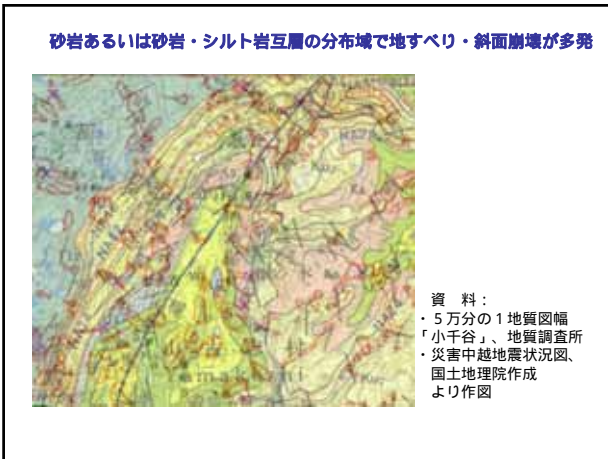 砂岩あるいは砂岩・シルト岩互層の分布域で地すべり・斜面崩壊が多発
資　料：
・５万分の１地質図幅
「小千谷」、地質調査所
・災害中越地震状況図、
国土地理院作成
より作図